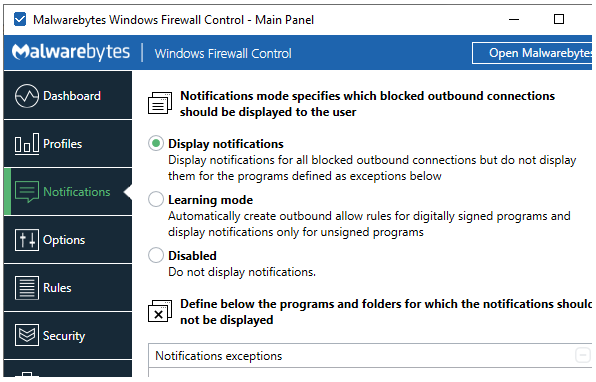 Malwarebytes Windows Firewall Control - Main Panel
Malwarebytes | Windows Firewall Control
Open Malwarebytes
Dashboard
Profiles
Notifications
Options
Rules
Security
Notifications mode specifies which blocked outbound connections
should be displayed to the user
Display notifications
Display notifications for all blocked outbound connections but do not display
them for the programs defined as exceptions below
Learning mode
Automatically create outbound allow rules for digitally signed programs and
display notifications only for unsigned programs
Disabled
Do not display notifications.
Define below the programs and folders for which the notifications shoul
not be displayed
Notifications exceptions